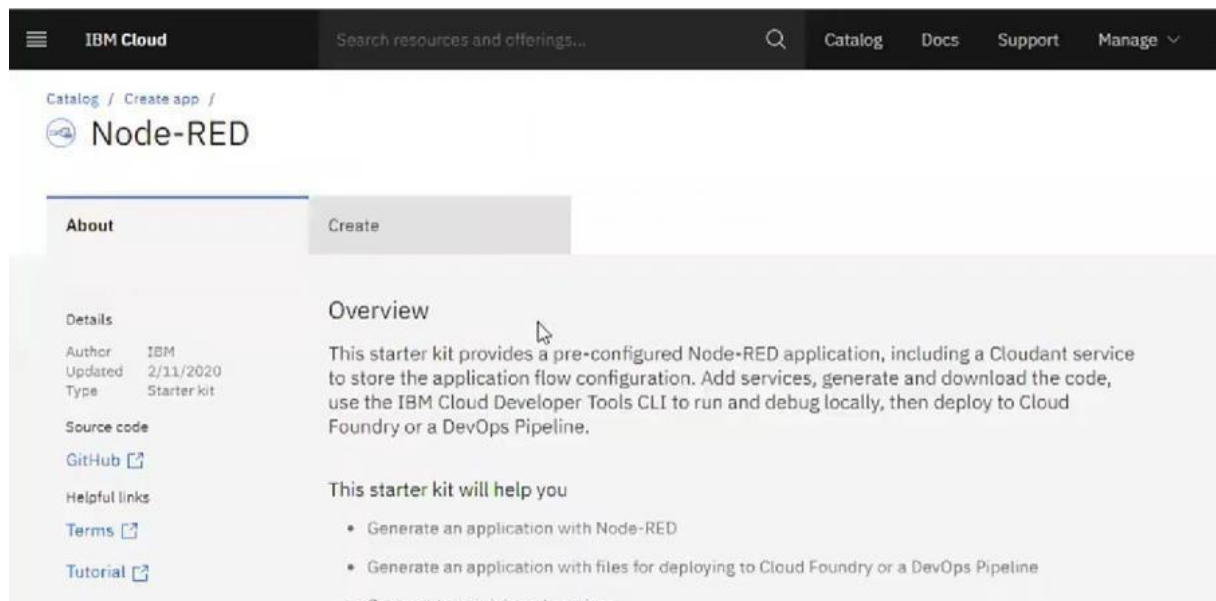 IBM Cloud
Search resources and offerings...
Catalog
Docs
Support
Manage
Catalog / Create app /
Node-RED
About
Create
Details
Author IBM
Updated 2/11/2020
Type Starter kit
Source code
GitHub
Helpful links
Terms
Tutorial
Overview
This starter kit provides a pre-configured Node-RED application, including a Cloudant service
to store the application flow configuration. Add services, generate and download the code,
use the IBM Cloud Developer Tools CLI to run and debug locally, then deploy to Cloud
Foundry or a DevOps Pipeline.
This starter kit will help you
• Generate an application with Node-RED
• Generate an application with files for deploying to Cloud Foundry or a DevOps Pipeline